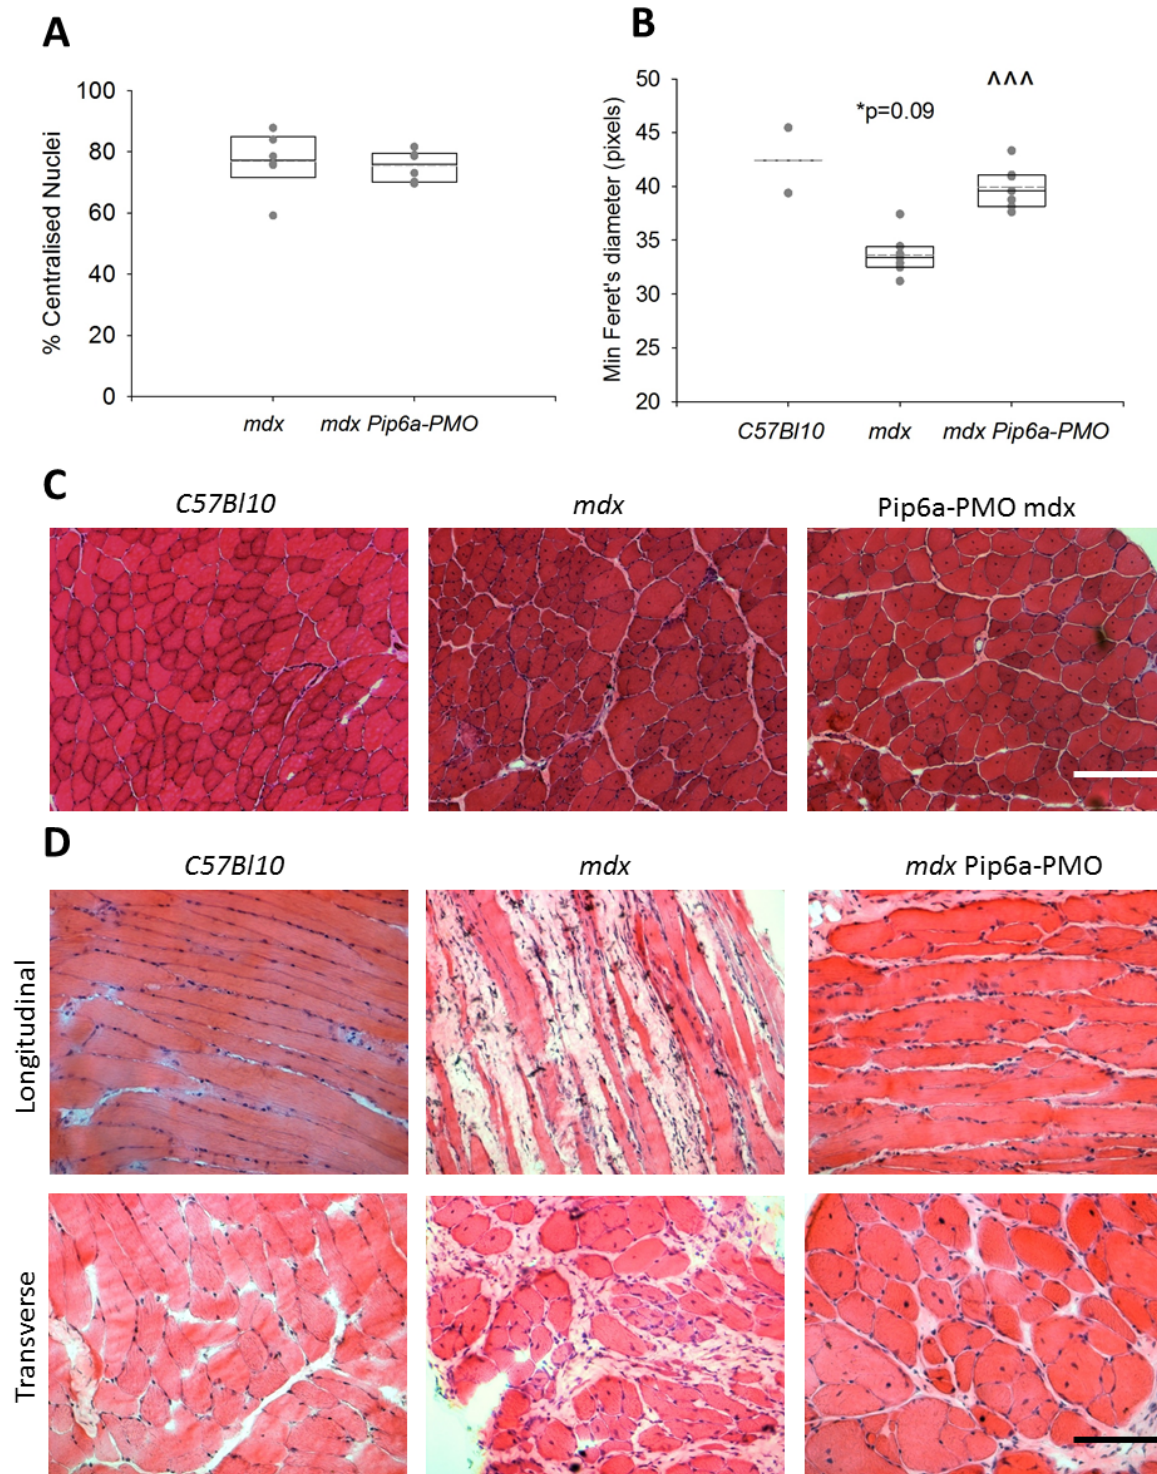 A
100
80
60
40
20
0
% Centralised Nuclei
mdx
mdx Pip6a-PMO
B
50
45
40
35
30
25
20
Min Feret's diameter (pixels)
*p=0.09
^^^
C57Bl10
mdx
mdx Pip6a-PMO
C
C57Bl10
mdx
Pip6a-PMO mdx
D
C57Bl10
mdx
mdx Pip6a-PMO
Longitudinal
Transverse